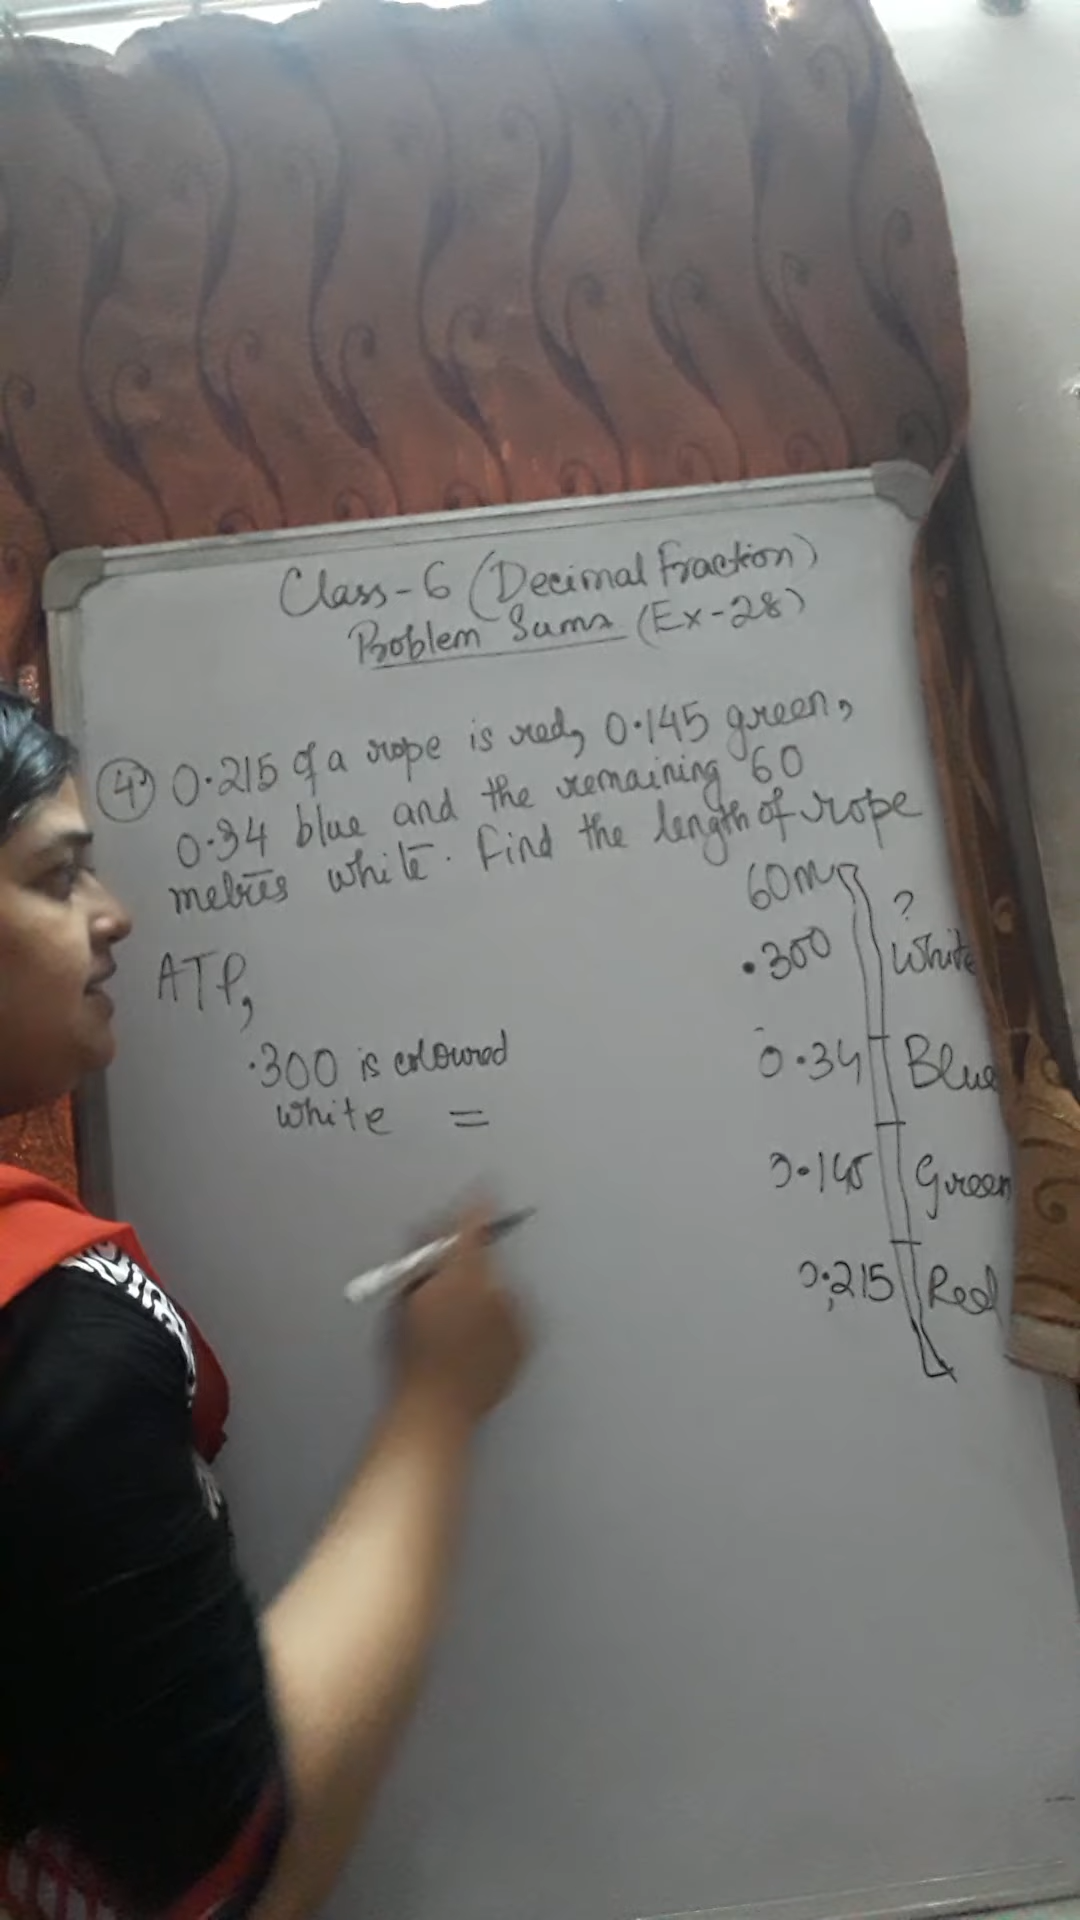 Class-6 (Decimal Fraction)
Problem Sums (Ex-28)
4. 0.215 of a rope is red, 0.145 green,
0.34 blue and the remaining 60
metres white. Find the length of rope
60m
?
.300 White
0.34 Blue
0.145 Green
0.215 Red
ATP,
.300 is coloured
white =